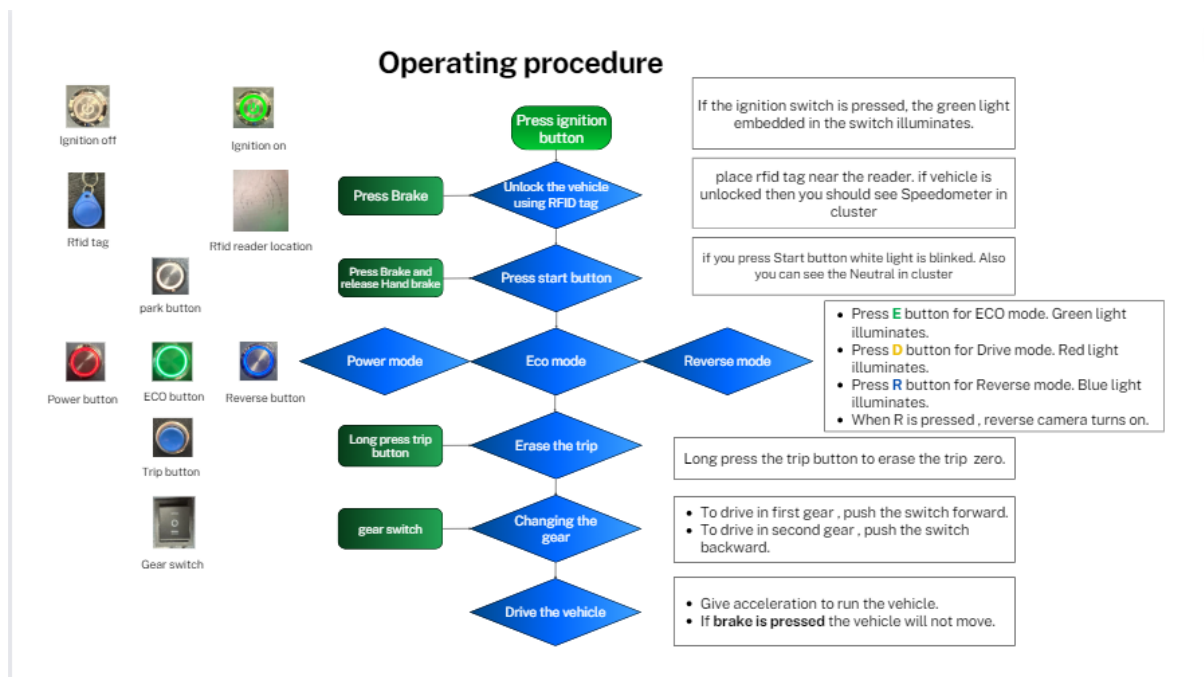 Operating procedure
Ignition off
Ignition on
Press ignition
button
If the ignition switch is pressed, the green light
embedded in the switch illuminates.
Rfid tag
Rfid reader location
Press Brake
Unlock the vehicle
using RFID tag
place rfid tag near the reader. if vehicle is
unlocked then you should see Speedometer in
cluster
park button
Press Brake and
release Hand brake
Press start button
if you press Start button white light is blinked. Also
you can see the Neutral in cluster
Power button
ECO button
Reverse button
Power mode
Eco mode
Reverse mode
• Press E button for ECO mode. Green light
illuminates.
• Press D button for Drive mode. Red light
illuminates.
• Press R button for Reverse mode. Blue light
illuminates.
• When R is pressed , reverse camera turns on.
Trip button
Long press trip
button
Erase the trip
Long press the trip button to erase the trip zero.
Gear switch
gear switch
Changing the
gear
• To drive in first gear , push the switch forward.
• To drive in second gear , push the switch
backward.
Drive the vehicle
• Give acceleration to run the vehicle.
• If brake is pressed the vehicle will not move.